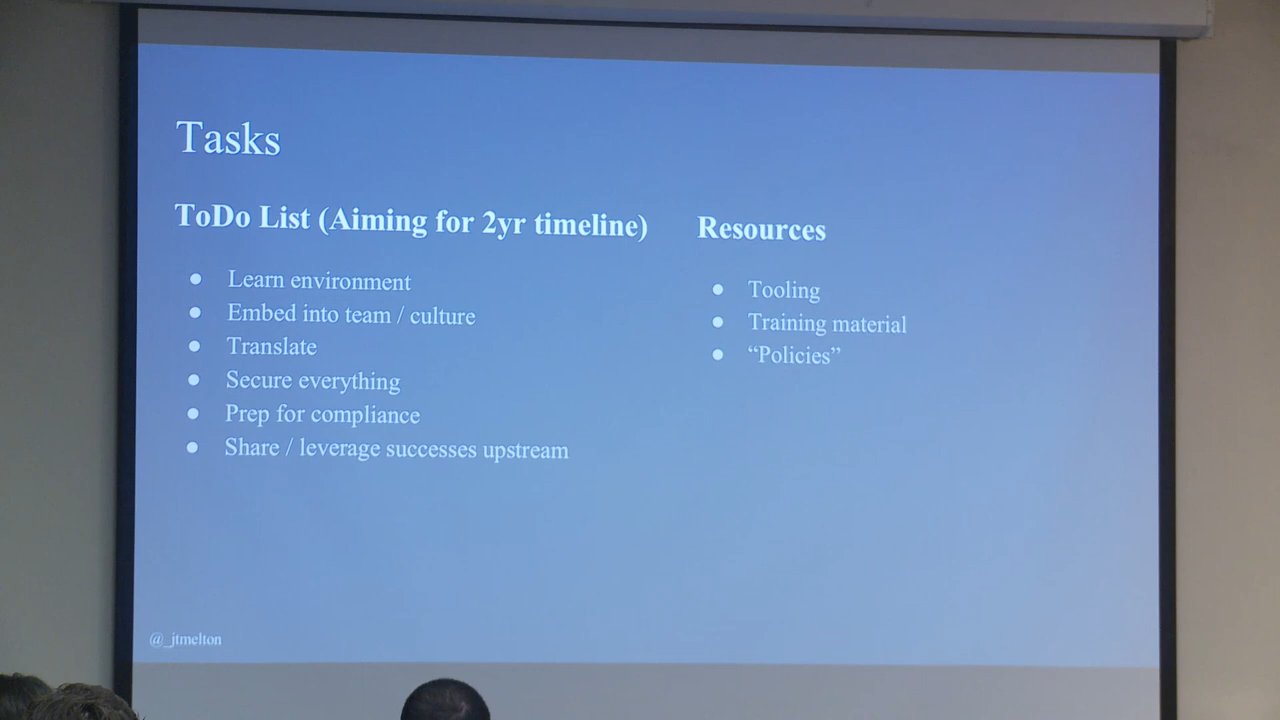 Tasks
ToDo List (Aiming for 2yr timeline)
● Learn environment
● Embed into team / culture
● Translate
● Secure everything
● Prep for compliance
● Share / leverage successes upstream
Resources
● Tooling
● Training material
● “Policies”
@_jtmelton